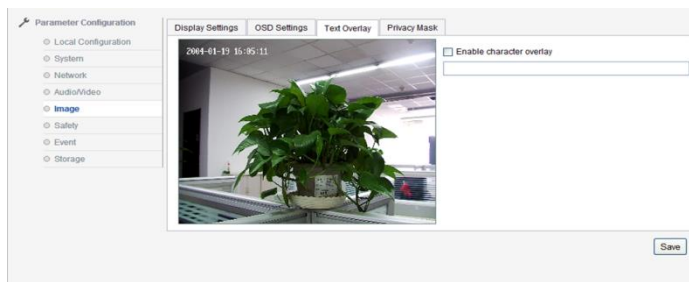 Parameter Configuration
Local Configuration
System
Network
Audio/Video
Image
Safety
Event
Storage
Display Settings
OSD Settings
Text Overlay
Privacy Mask
2004-01-19 16:05:11
Enable character overlay
Save